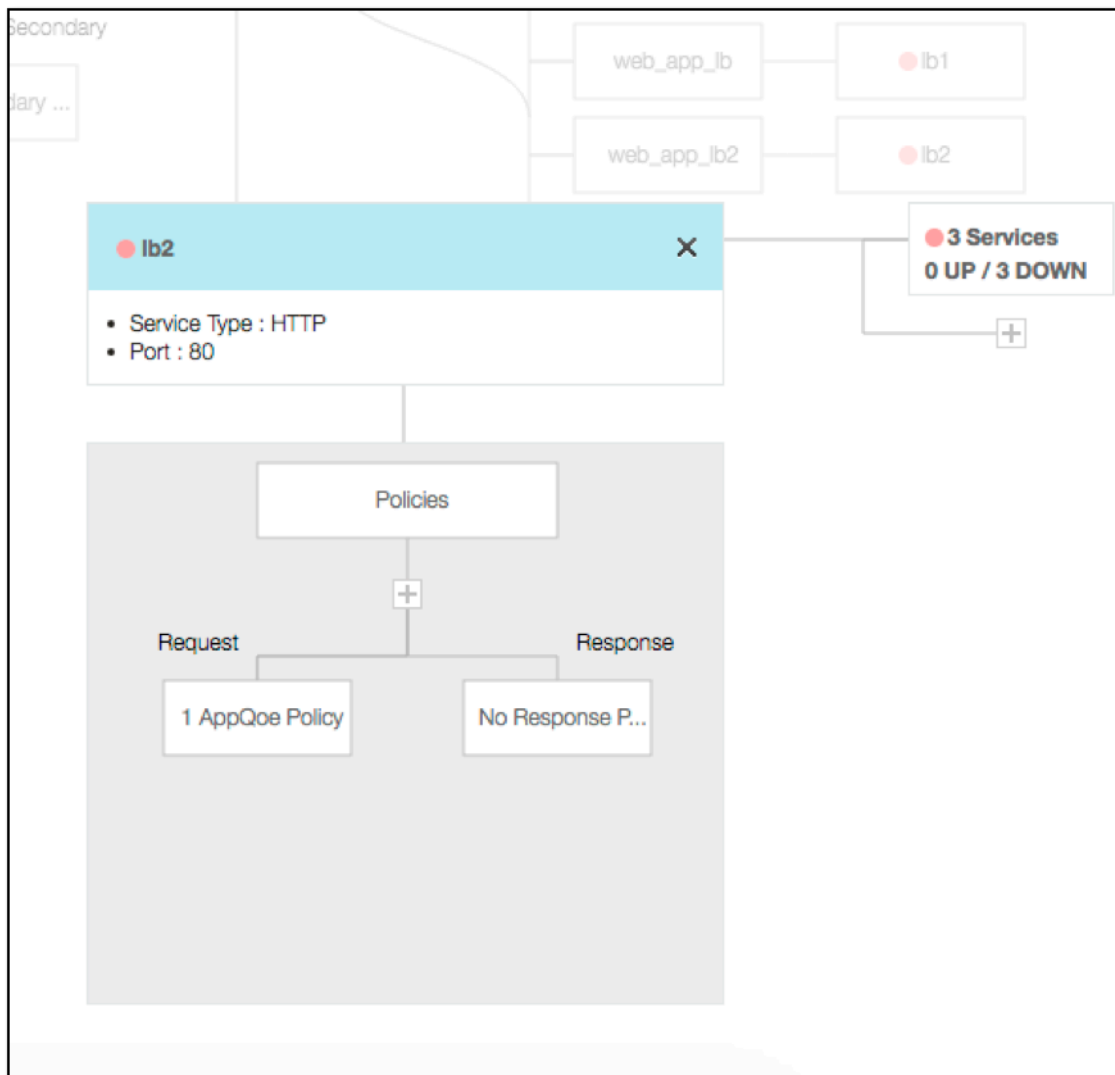 Secondary
dary ...
web_app_lb
lb1
web_app_lb2
lb2
lb2
3 Services
0 UP / 3 DOWN
• Service Type : HTTP
• Port : 80
Policies
Request
Response
1 AppQoe Policy
No Response P...